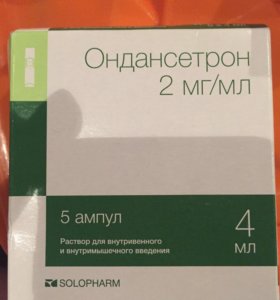 Ондансетрон
2 мг/мл
5 ампул
4
мл
Раствор для внутривенного
и внутримышечного введения
SOLOPHARM